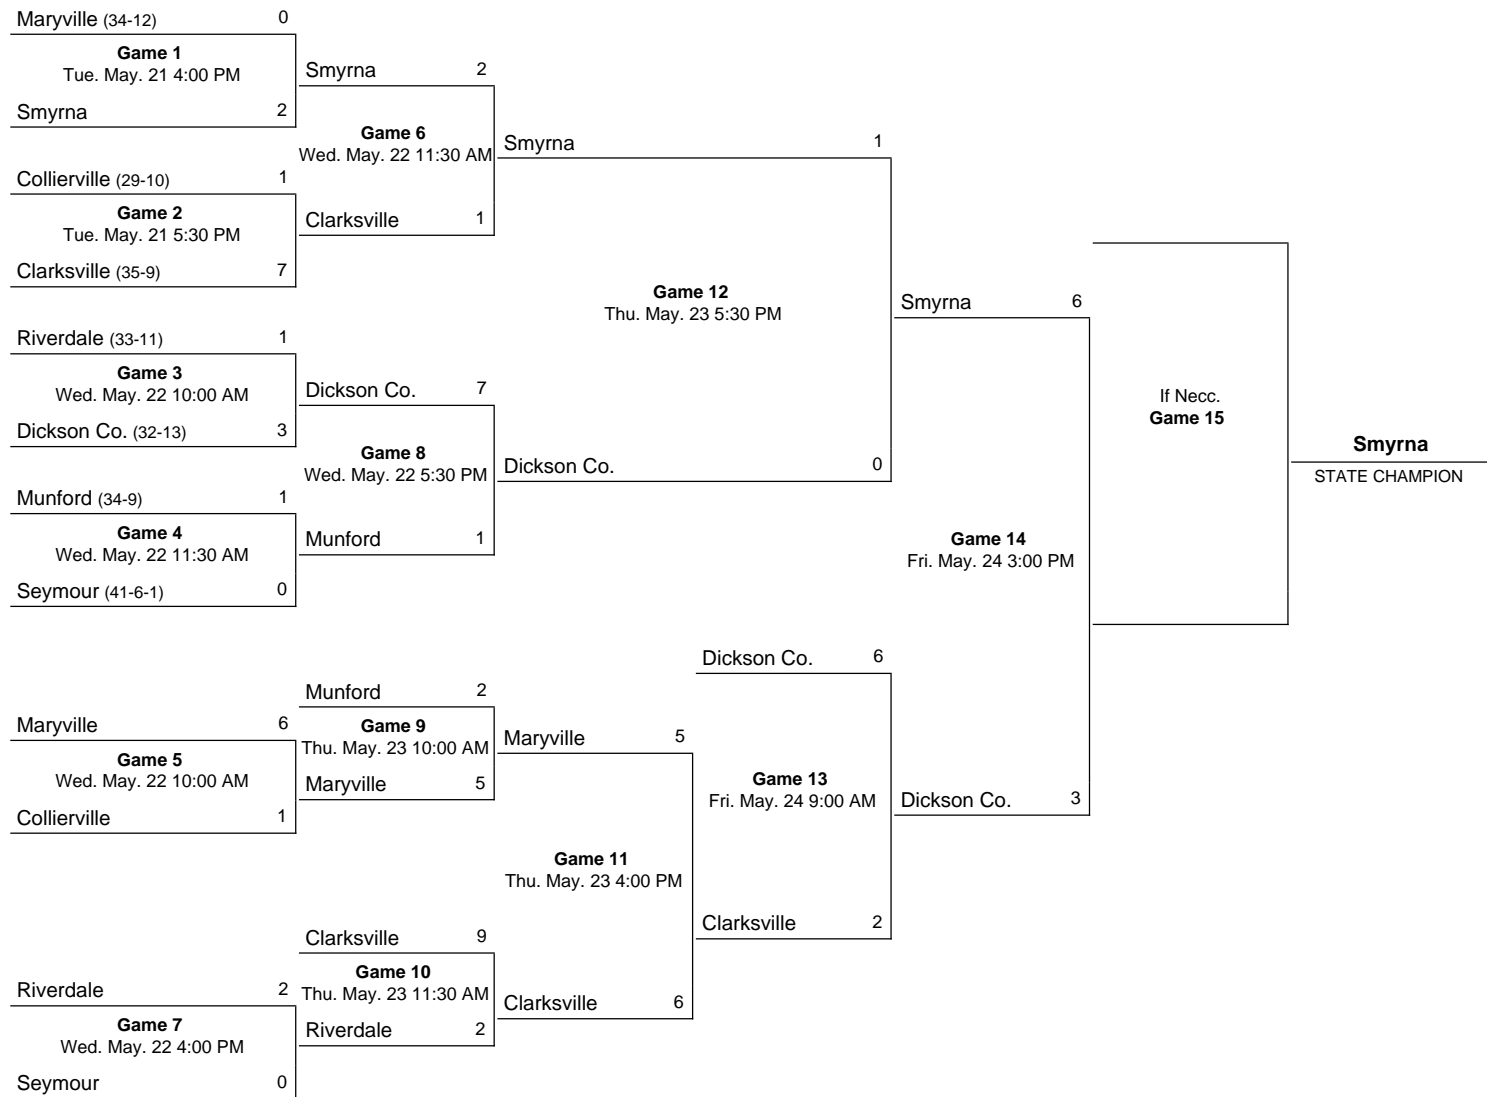 Maryville (34-12) 0
Game 1
Tue. May. 21 4:00 PM
Smyrna 2
Collierville (29-10) 1
Game 2
Tue. May. 21 5:30 PM
Clarksville (35-9) 7
Riverdale (33-11) 1
Game 3
Wed. May. 22 10:00 AM
Dickson Co. (32-13) 3
Munford (34-9) 1
Game 4
Wed. May. 22 11:30 AM
Seymour (41-6-1) 0
Maryville 6
Game 5
Wed. May. 22 10:00 AM
Collierville 1
Riverdale 2
Game 7
Wed. May. 22 4:00 PM
Seymour 0
Smyrna 2
Game 6
Wed. May. 22 11:30 AM
Clarksville 1
Dickson Co. 7
Game 8
Wed. May. 22 5:30 PM
Munford 1
Munford 2
Game 9
Thu. May. 23 10:00 AM
Maryville 5
Clarksville 9
Game 10
Thu. May. 23 11:30 AM
Riverdale 2
Smyrna 1
Game 12
Thu. May. 23 5:30 PM
Dickson Co. 0
Maryville 5
Game 11
Thu. May. 23 4:00 PM
Clarksville 6
Dickson Co. 6
Game 13
Fri. May. 24 9:00 AM
Clarksville 2
Smyrna 6
Game 14
Fri. May. 24 3:00 PM
Dickson Co. 3
If Necc.
Game 15
Smyrna
STATE CHAMPION